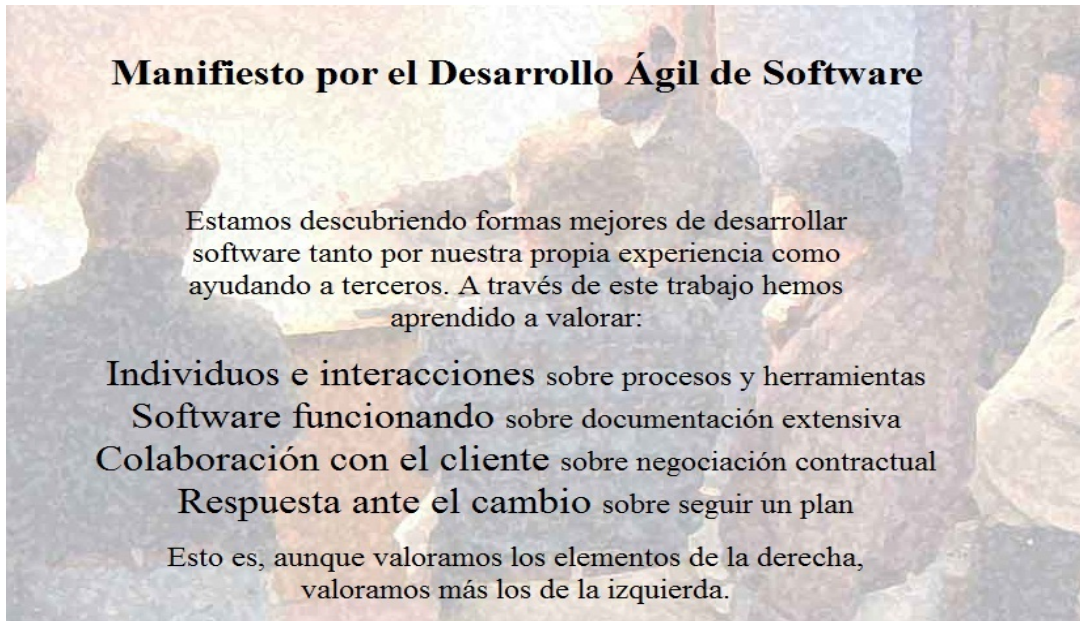 Manifiesto por el Desarrollo Ágil de Software
Estamos descubriendo formas mejores de desarrollar
software tanto por nuestra propia experiencia como
ayudando a terceros. A través de este trabajo hemos
aprendido a valorar:
Individuos e interacciones sobre procesos y herramientas
Software funcionando sobre documentación extensiva
Colaboración con el cliente sobre negociación contractual
Respuesta ante el cambio sobre seguir un plan
Esto es, aunque valoramos los elementos de la derecha,
valoramos más los de la izquierda.